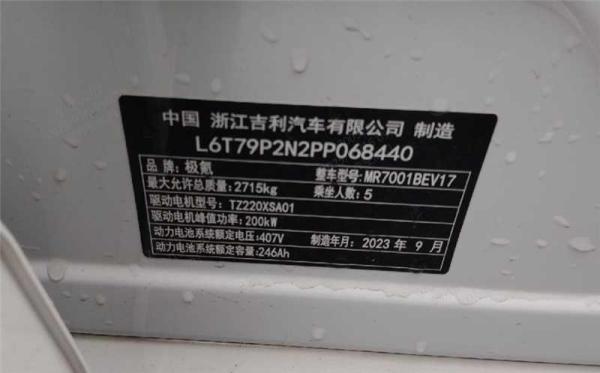 中国 浙江吉利汽车有限公司 制造
L6T79P2N2PP068440
品牌:极氪 整车型号:MR7001BEV17
最大允许总质量:2715kg 乘坐人数:5
驱动电机型号:TZ220XSA01
驱动电机峰值功率:200kW
动力电池系统额定电压:407V 制造年月:2023 年 9 月
动力电池系统额定容量:246Ah